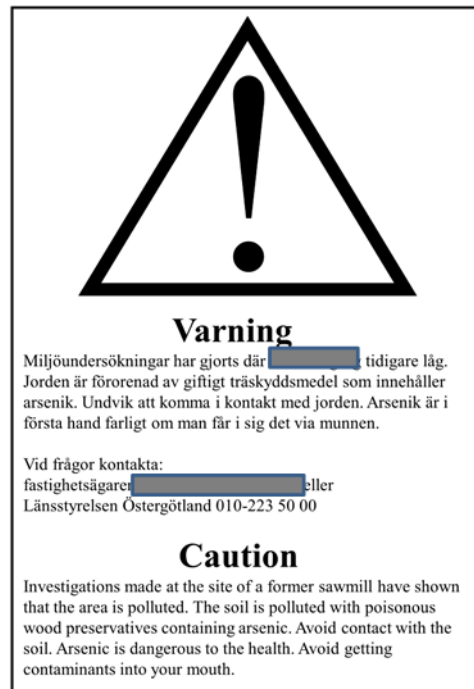 Varning
Miljöundersökningar har gjorts där tidigare låg.
Jorden är förorenad av giftigt träskyddsmedel som innehåller
arsenik. Undvik att komma i kontakt med jorden. Arsenik är i
första hand farligt om man får i sig det via munnen.
Vid frågor kontakta:
eller
Länsstyrelsen Östergötland 010-223 50 00
Caution
Investigations made at the site of a former sawmill have shown
that the area is polluted. The soil is polluted with poisonous
wood preservatives containing arsenic. Avoid contact with the
soil. Arsenic is dangerous to the health. Avoid getting
contaminants into your mouth.